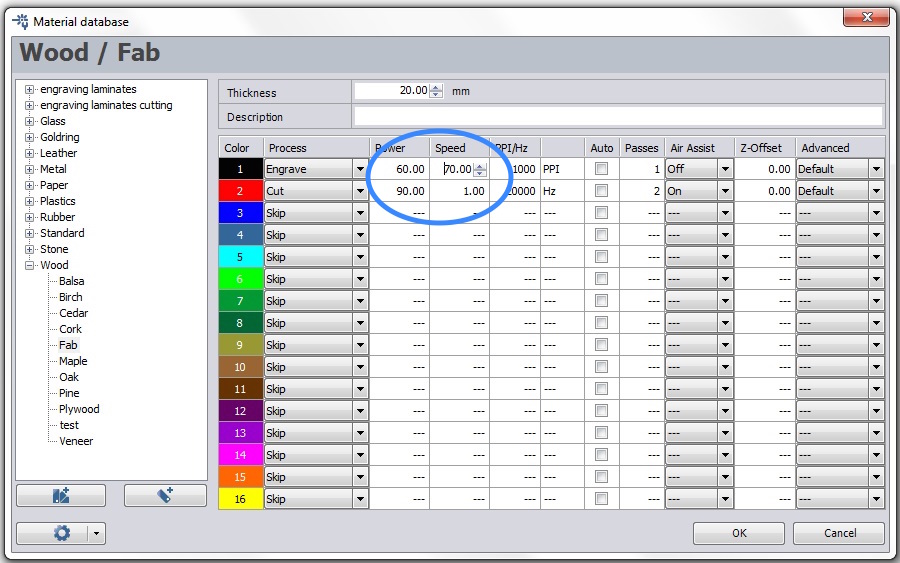 Material database
Wood / Fab
engraving laminates
engraving laminates cutting
Glass
Goldring
Leather
Metal
Paper
Plastics
Rubber
Standard
Stone
Wood
Balsa
Birch
Cedar
Cork
Fab
Maple
Oak
Pine
Plywood
test
Veneer
Thickness 20.00 mm
Description
Color Process Power Speed PPI/Hz Auto Passes Air Assist Z-Offset Advanced
1 Engrave 60.00 70.00 1000 PPI 1 Off 0.00 Default
2 Cut 90.00 1.00 0000 Hz 2 On 0.00 Default
3 Skip --- --- --- --- --- --- --- ---
4 Skip --- --- --- --- --- --- --- ---
5 Skip --- --- --- --- --- --- --- ---
6 Skip --- --- --- --- --- --- --- ---
7 Skip --- --- --- --- --- --- --- ---
8 Skip --- --- --- --- --- --- --- ---
9 Skip --- --- --- --- --- --- --- ---
10 Skip --- --- --- --- --- --- --- ---
11 Skip --- --- --- --- --- --- --- ---
12 Skip --- --- --- --- --- --- --- ---
13 Skip --- --- --- --- --- --- --- ---
14 Skip --- --- --- --- --- --- --- ---
15 Skip --- --- --- --- --- --- --- ---
16 Skip --- --- --- --- --- --- --- ---
OK Cancel